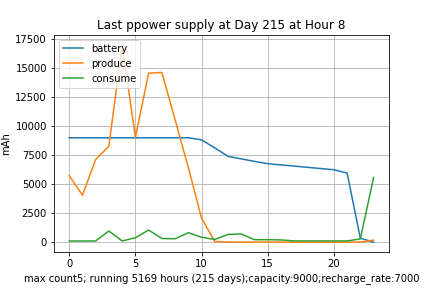 Last ppower supply at Day 215 at Hour 8
17500
15000
12500
10000
7500
5000
2500
0
mAh
battery
produce
consume
0 5 10 15 20
max count5; running 5169 hours (215 days);capacity:9000;recharge_rate:7000